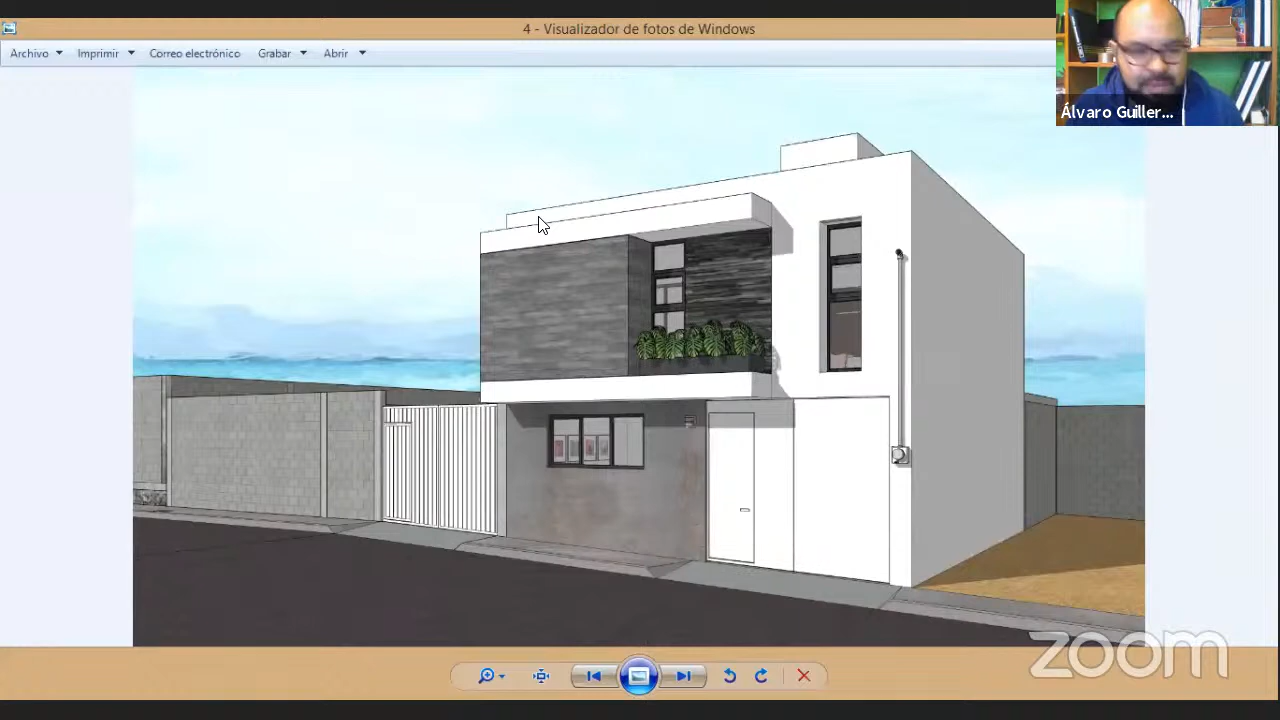 4 - Visualizador de fotos de Windows
Archivo Imprimir Correo electrónico Grabar Abrir
Álvaro Guiller...
zoom